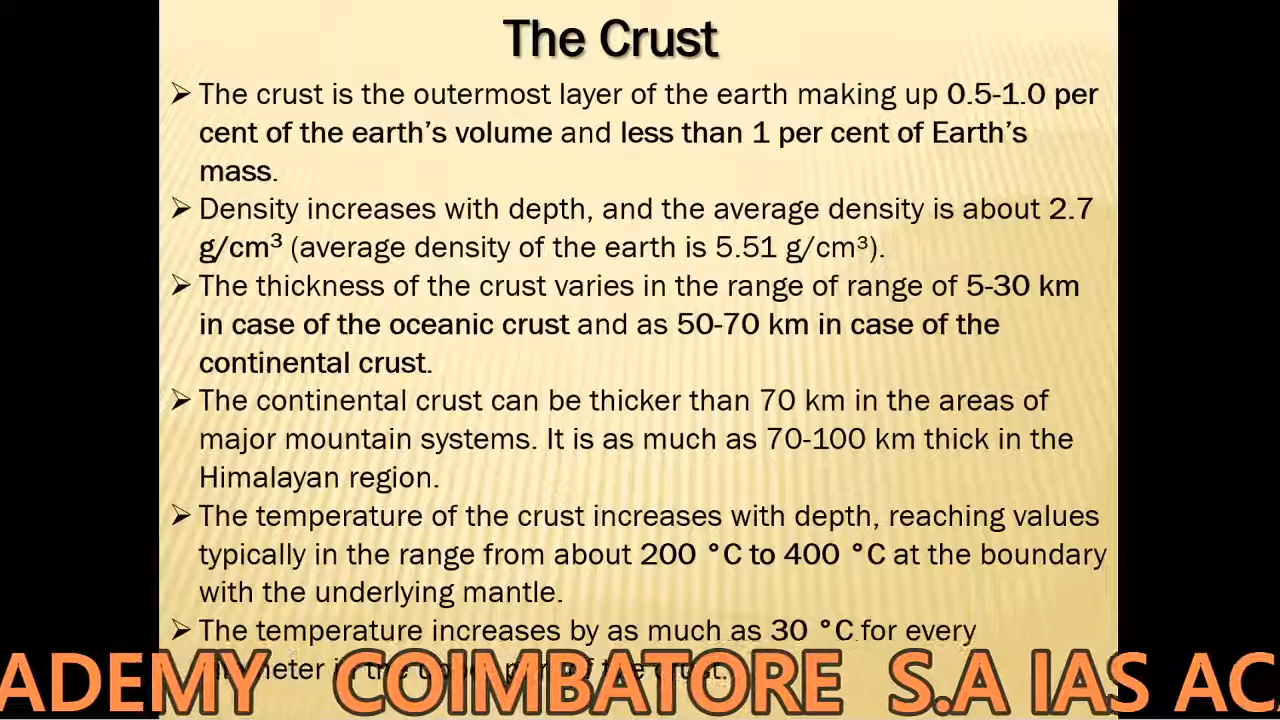 The Crust
➢ The crust is the outermost layer of the earth making up 0.5-1.0 per
cent of the earth's volume and less than 1 per cent of Earth's
mass.
➢ Density increases with depth, and the average density is about 2.7
g/cm³ (average density of the earth is 5.51 g/cm³).
➢ The thickness of the crust varies in the range of range of 5-30 km
in case of the oceanic crust and as 50-70 km in case of the
continental crust.
➢ The continental crust can be thicker than 70 km in the areas of
major mountain systems. It is as much as 70-100 km thick in the
Himalayan region.
➢ The temperature of the crust increases with depth, reaching values
typically in the range from about 200 °C to 400 °C at the boundary
with the underlying mantle.
➢ The temperature increases by as much as 30 °C for every
of the crust.
ADEMY COIMBATORE S.A IAS AC